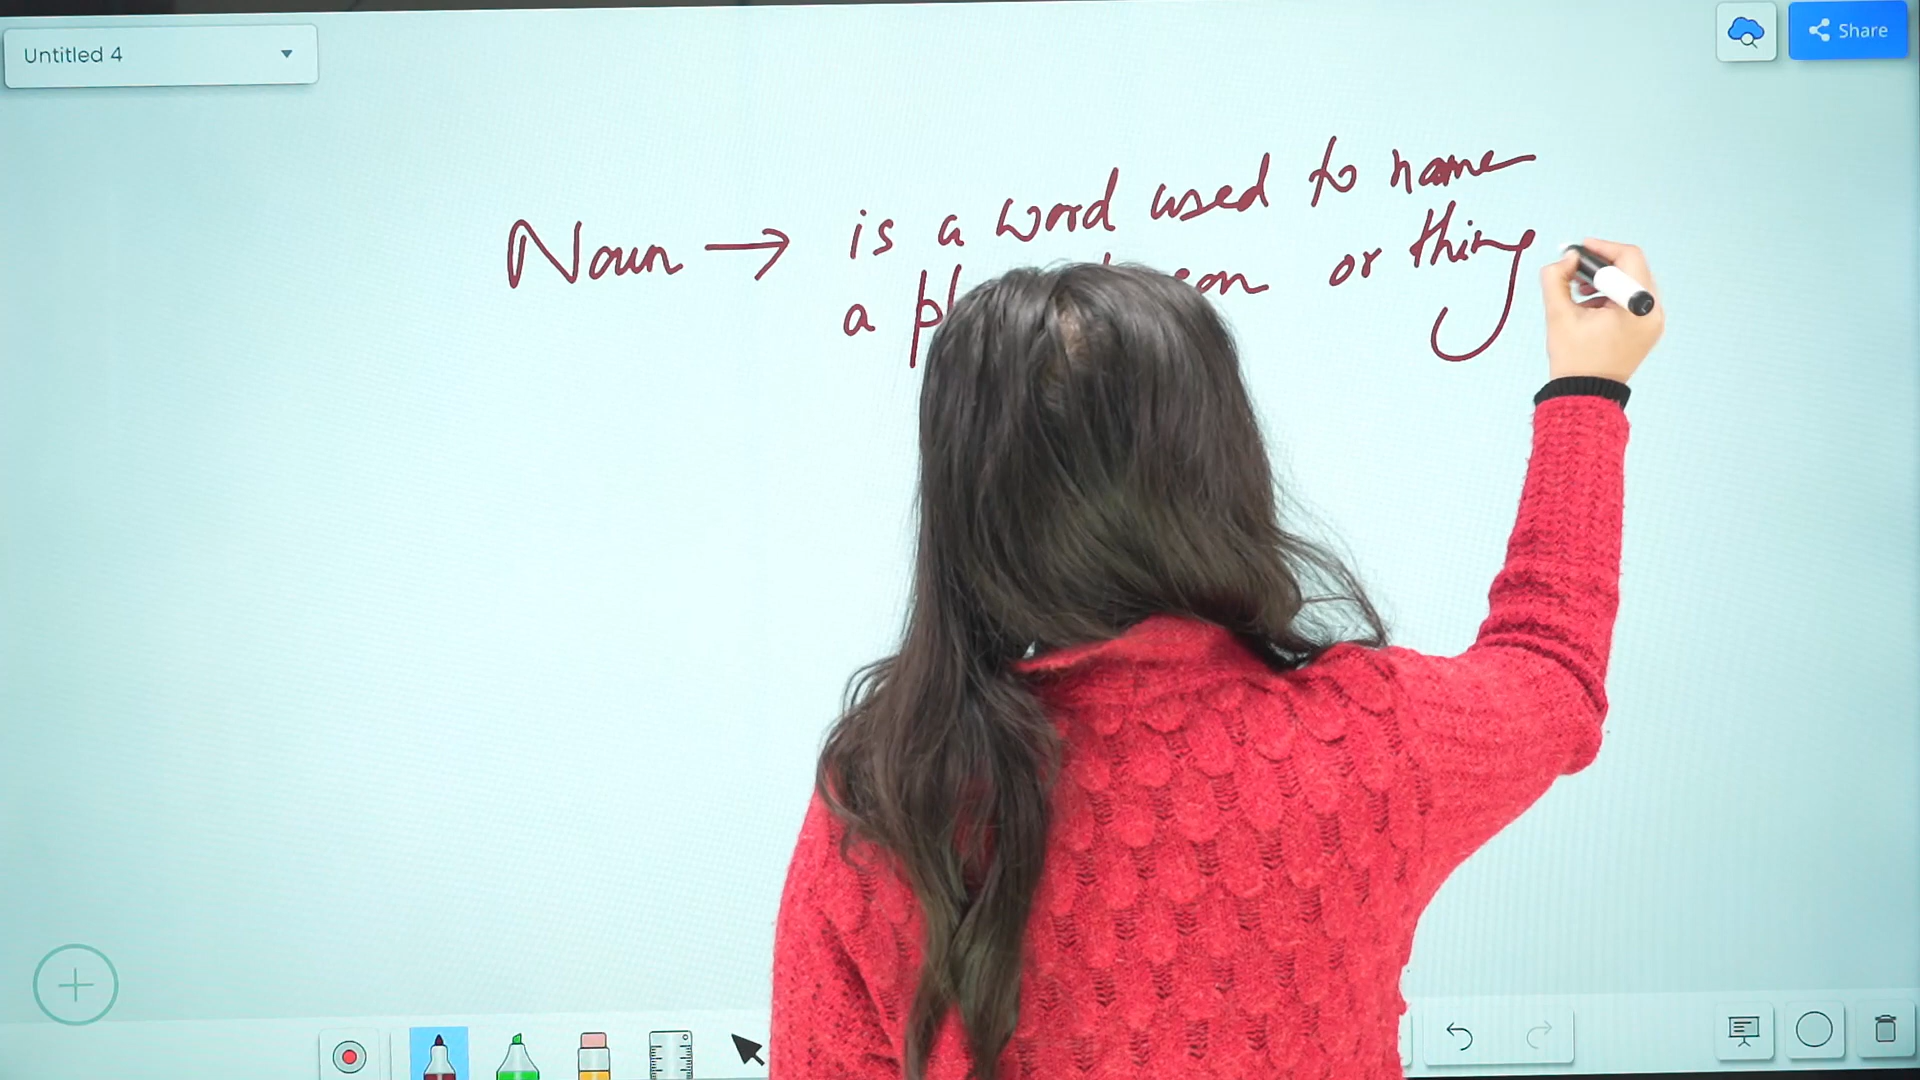 Untitled 4
Share
Noun → is a word used to name
a or thing